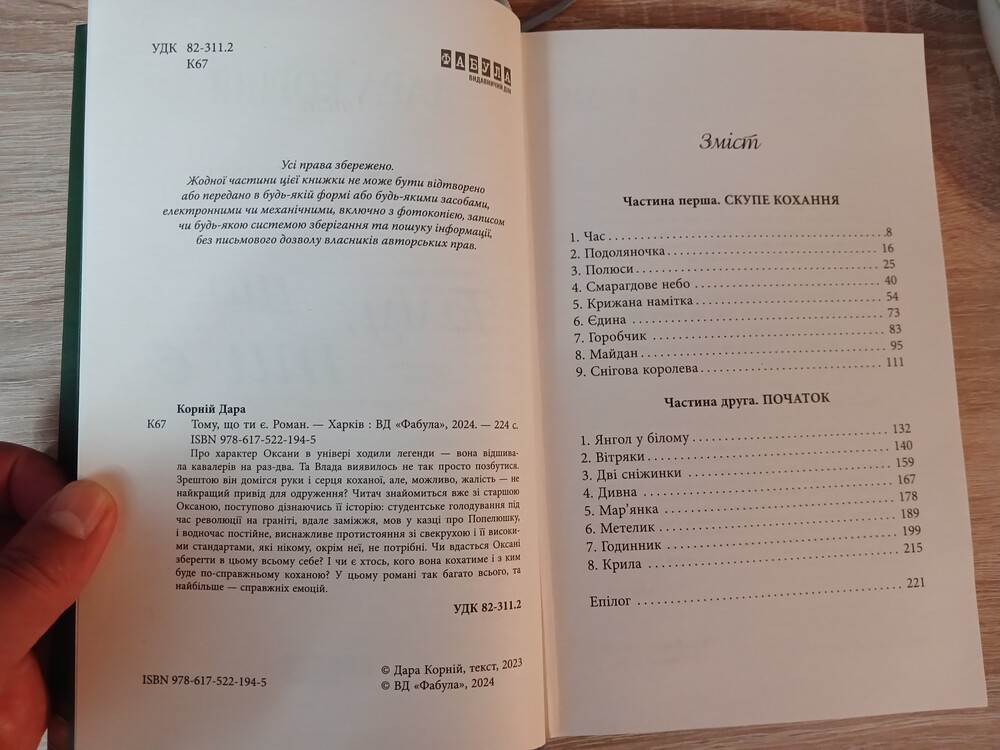 УДК 82-311.2
К67
ФАБУЛА
ВИДАВНИЧИЙ ДІМ
Усі права збережено.
Жодної частини цієї книжки не може бути відтворено
або передано в будь-якій формі або будь-якими засобами,
електронними чи механічними, включно з фотокопією, записом
чи будь-якою системою зберігання та пошуку інформації,
без письмового дозволу власників авторських прав.
Корній Дара
К67 Тому, що ти є. Роман. — Харків : ВД «Фабула», 2024. — 224 с.
ISBN 978-617-522-194-5
Про характер Оксани в універі ходили легенди — вона відшива-
ла кавалерів на раз-два. Та Влада виявилось не так просто позбутися.
Зрештою він домігся руки і серця коханої, але, можливо, жалість — не
найкращий привід для одруження? Читач знайомиться вже зі старшою
Оксаною, поступово дізнаючись її історію: студентське голодування під
час революції на граніті, вдале заміжжя, мов у казці про Попелюшку,
і водночас постійне, виснажливе протистояння зі свекрухою і її високи-
ми стандартами, які нікому, окрім неї, не потрібні. Чи вдасться Оксані
зберегти в цьому всьому себе? І чи є хтось, кого вона кохатиме і з ким
буде по-справжньому коханою? У цьому романі так багато всього, та
найбільше — справжніх емоцій.
УДК 82-311.2
ISBN 978-617-522-194-5
© Дара Корній, текст, 2023
© ВД «Фабула», 2024
Зміст
Частина перша. СКУПЕ КОХАННЯ
1. Час 8
2. Подоляночка 16
3. Полюси 25
4. Смарагдове небо 40
5. Крижана намітка 54
6. Єдина 73
7. Горобчик 83
8. Майдан 95
9. Снігова королева 111
Частина друга. ПОЧАТОК
1. Янгол у білому 132
2. Вітряки 140
3. Дві сніжинки 159
4. Дивна 167
5. Мар’янка 178
6. Метелик 189
7. Годинник 199
8. Крила 215
Епілог 221